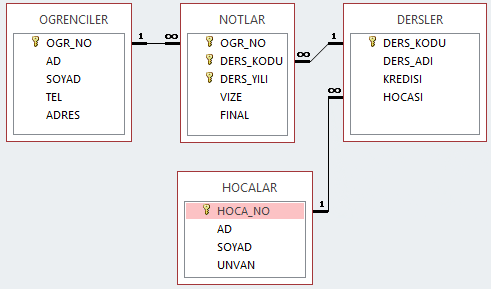 OGRENCILER
OGR_NO
AD
SOYAD
TEL
ADRES
1
∞
NOTLAR
OGR_NO
DERS_KODU
DERS_YILI
VIZE
FINAL
∞
1
DERSLER
DERS_KODU
DERS_ADI
KREDISI
HOCASI
∞
1
HOCALAR
HOCA_NO
AD
SOYAD
UNVAN